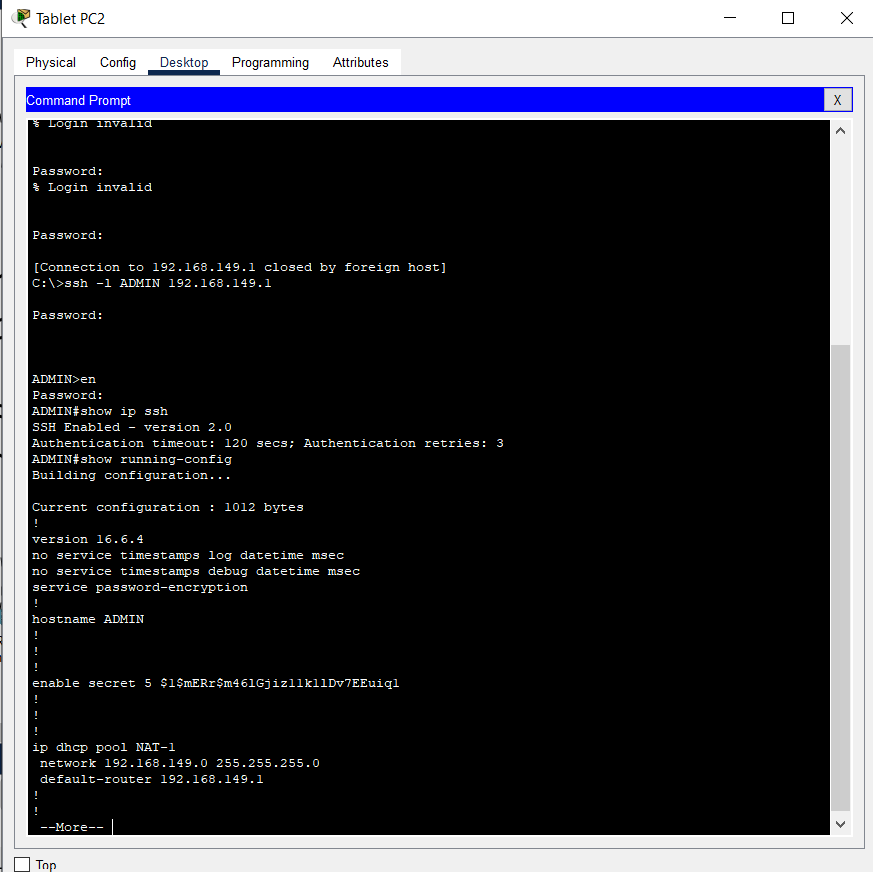 Tablet PC2
Physical Config Desktop Programming Attributes
Command Prompt
X
% Login invalid
Password:
% Login invalid
Password:
[Connection to 192.168.149.1 closed by foreign host]
C:\>ssh -l ADMIN 192.168.149.1
Password:
ADMIN>en
Password:
ADMIN#show ip ssh
SSH Enabled - version 2.0
Authentication timeout: 120 secs; Authentication retries: 3
ADMIN#show running-config
Building configuration...
Current configuration : 1012 bytes
!
version 16.6.4
no service timestamps log datetime msec
no service timestamps debug datetime msec
service password-encryption
!
hostname ADMIN
!
!
!
enable secret 5 $1$mERr$m46lGjiz11k11Dv7EEuiq1
!
!
!
ip dhcp pool NAT-1
network 192.168.149.0 255.255.255.0
default-router 192.168.149.1
!
!
--More--
Top